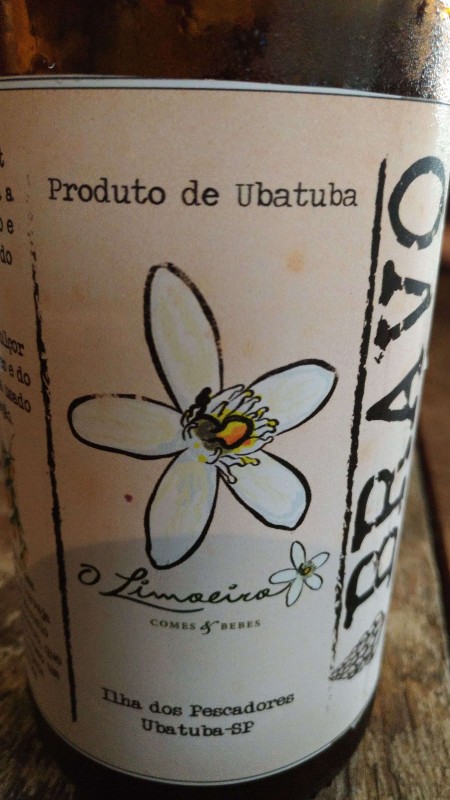 Produto de Ubatuba
BRAVO
O Limoeiro
COMES & BEBES
Ilha dos Pescadores
Ubatuba-SP